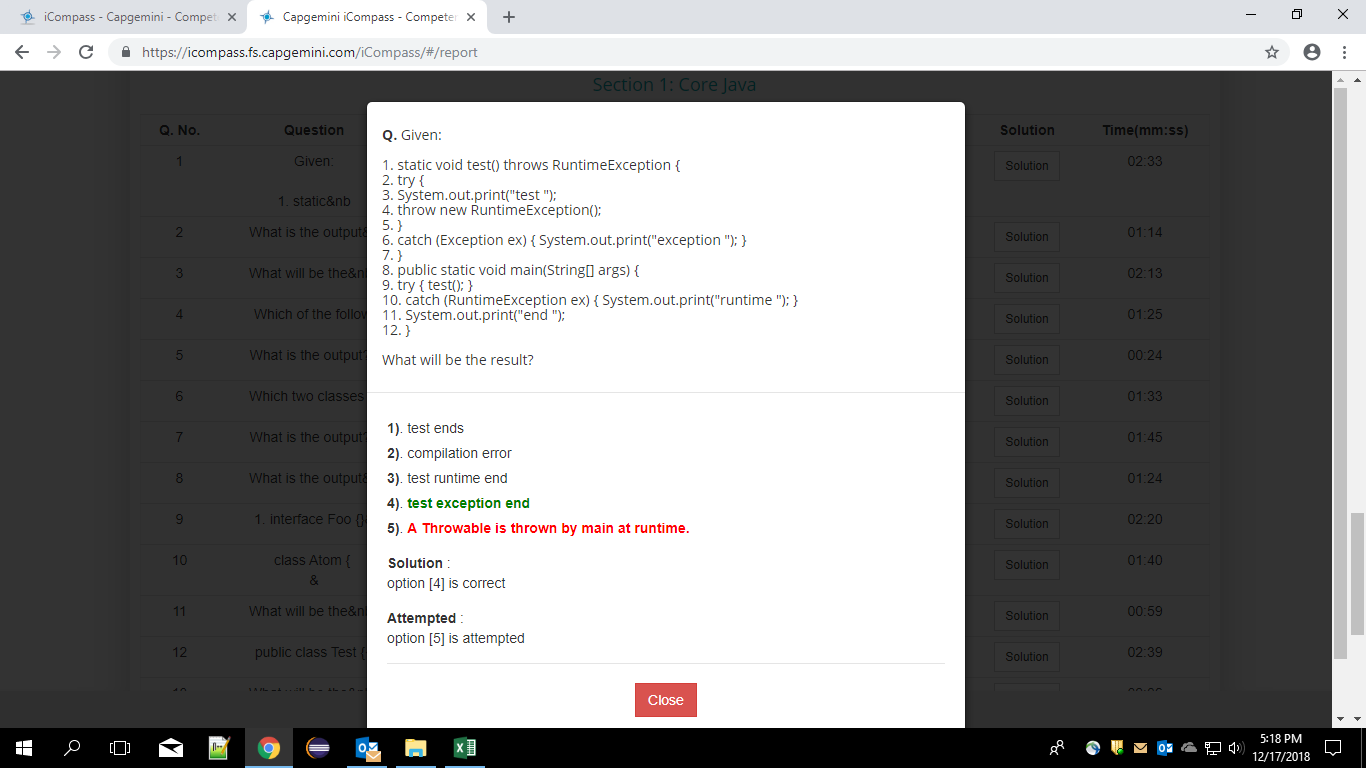 iCompass - Capgemini - Compet
Capgemini iCompass - Competen
https://icompass.fs.capgemini.com/iCompass/#/report
Section 1: Core Java
Q. No. Question Solution Time(mm:ss)
1 Given: Solution 02:33
1. static&nb
2 What is the output& Solution 01:14
3 What will be the&n Solution 02:13
4 Which of the follow Solution 01:25
5 What is the output? Solution 00:24
6 Which two classes Solution 01:33
7 What is the output? Solution 01:45
8 What is the output& Solution 01:24
9 1. interface Foo {} Solution 02:20
10 class Atom { Solution 01:40
&
11 What will be the&n Solution 00:59
12 public class Test { Solution 02:39
Q. Given:
1. static void test() throws RuntimeException {
2. try {
3. System.out.print("test ");
4. throw new RuntimeException();
5. }
6. catch (Exception ex) { System.out.print("exception "); }
7. }
8. public static void main(String[] args) {
9. try { test(); }
10. catch (RuntimeException ex) { System.out.print("runtime "); }
11. System.out.print("end ");
12. }
What will be the result?
1). test ends
2). compilation error
3). test runtime end
4). test exception end
5). A Throwable is thrown by main at runtime.
Solution :
option [4] is correct
Attempted :
option [5] is attempted
Close
5:18 PM
12/17/2018